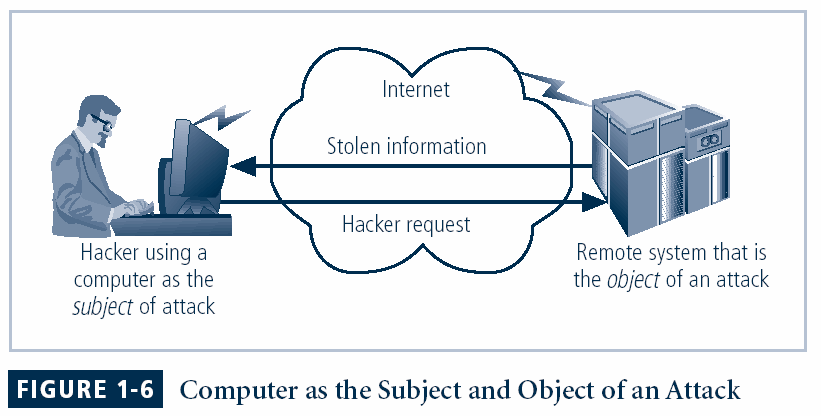 Internet
Stolen information
Hacker request
Hacker using a
computer as the
subject of attack
Remote system that is
the object of an attack
FIGURE 1-6 Computer as the Subject and Object of an Attack